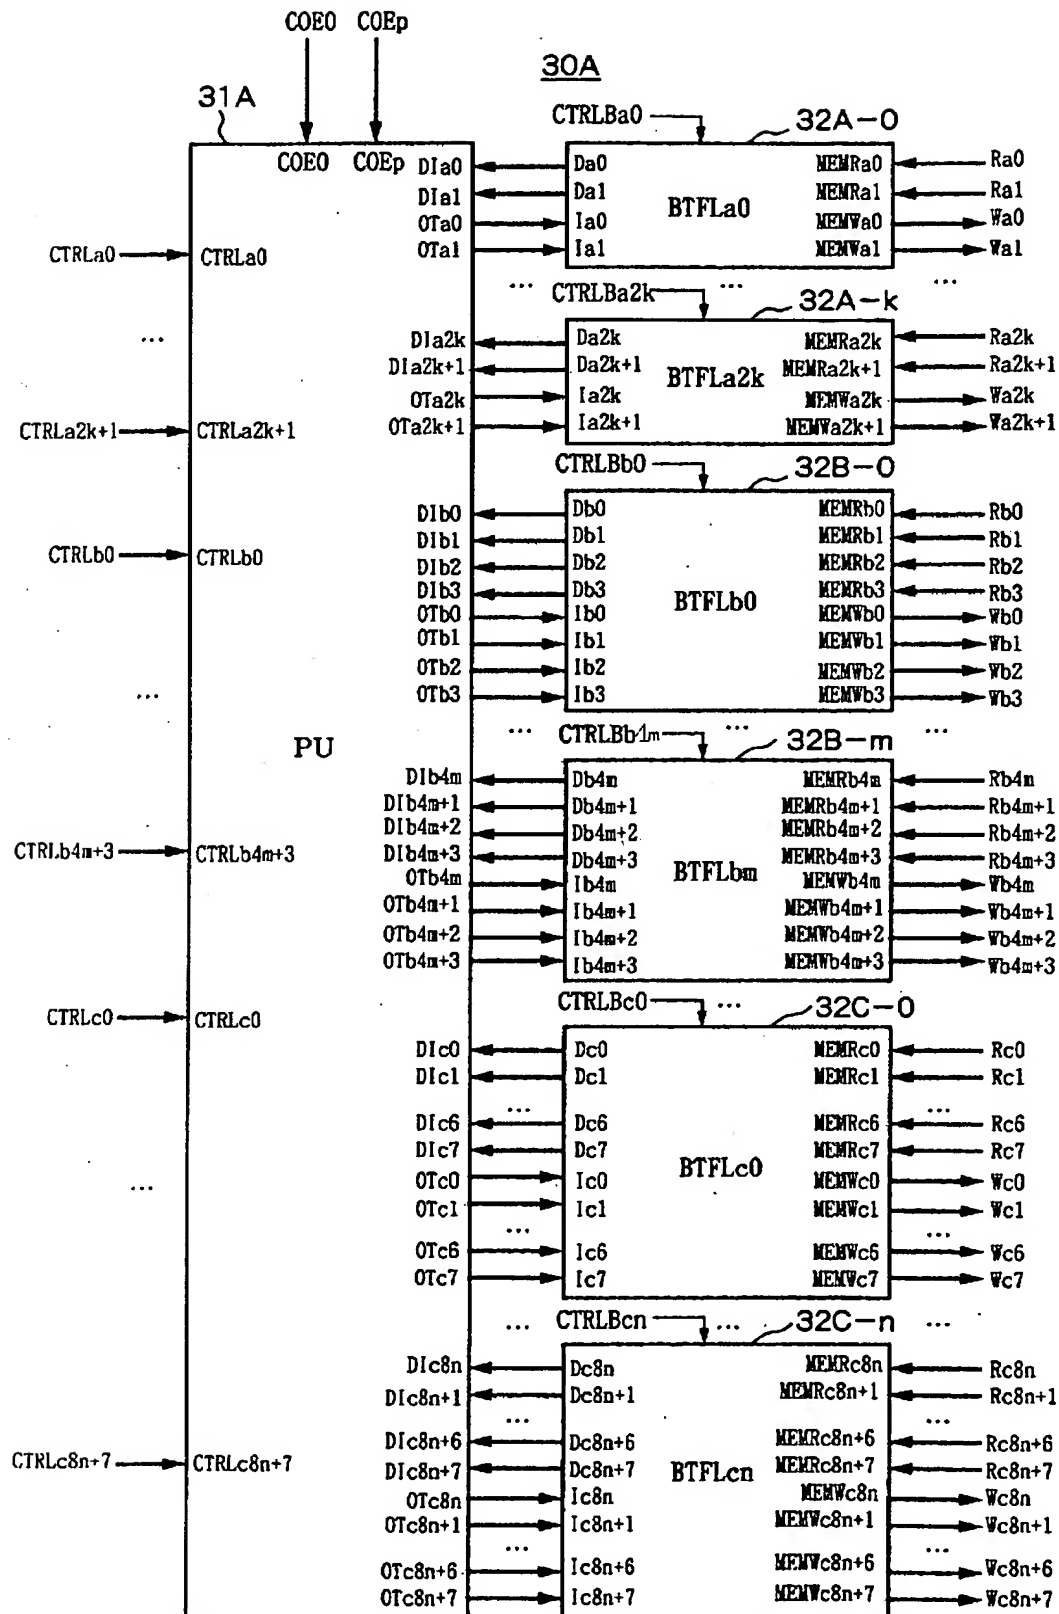 COE0 COEp
30A
31A
COE0 COEp
CTRLa0 CTRLa0
...
CTRLa2k+1 CTRLa2k+1
CTRLb0 CTRLb0
...
PU
CTRLb4m+3 CTRLb4m+3
CTRLc0 CTRLc0
...
CTRLc8n+7 CTRLc8n+7
CTRLBa0 32A-0
DIa0 Da0 MEMRa0 Ra0
DIa1 Da1 MEMRa1 Ra1
BTFLa0
OTa0 Ia0 MEMWa0 Wa0
OTa1 Ia1 MEMWa1 Wa1
... ... ...
CTRLBa2k 32A-k
DIa2k Da2k MEMRa2k Ra2k
DIa2k+1 Da2k+1 MEMRa2k+1 Ra2k+1
BTFLa2k
OTa2k Ia2k MEMWa2k Wa2k
OTa2k+1 Ia2k+1 MEMWa2k+1 Wa2k+1
CTRLBb0 32B-0
DIb0 Db0 MEMRb0 Rb0
DIb1 Db1 MEMRb1 Rb1
DIb2 Db2 MEMRb2 Rb2
DIb3 Db3 MEMRb3 Rb3
BTFLb0
OTb0 Ib0 MEMWb0 Wb0
OTb1 Ib1 MEMWb1 Wb1
OTb2 Ib2 MEMWb2 Wb2
OTb3 Ib3 MEMWb3 Wb3
... ... ...
CTRLBb4m 32B-m
DIb4m Db4m MEMRb4m Rb4m
DIb4m+1 Db4m+1 MEMRb4m+1 Rb4m+1
DIb4m+2 Db4m+2 MEMRb4m+2 Rb4m+2
DIb4m+3 Db4m+3 MEMRb4m+3 Rb4m+3
BTFLbm
OTb4m Ib4m MEMWb4m Wb4m
OTb4m+1 Ib4m+1 MEMWb4m+1 Wb4m+1
OTb4m+2 Ib4m+2 MEMWb4m+2 Wb4m+2
OTb4m+3 Ib4m+3 MEMWb4m+3 Wb4m+3
CTRLBc0 ... 32C-0
DIc0 Dc0 MEMRc0 Rc0
DIc1 Dc1 MEMRc1 Rc1
... ...
DIc6 Dc6 MEMRc6 Rc6
DIc7 Dc7 MEMRc7 Rc7
BTFLc0
OTc0 Ic0 MEMWc0 Wc0
OTc1 Ic1 MEMWc1 Wc1
... ...
OTc6 Ic6 MEMWc6 Wc6
OTc7 Ic7 MEMWc7 Wc7
... ... ...
CTRLBcn 32C-n
DIc8n Dc8n MEMRc8n Rc8n
DIc8n+1 Dc8n+1 MEMRc8n+1 Rc8n+1
... ...
DIc8n+6 Dc8n+6 MEMRc8n+6 Rc8n+6
DIc8n+7 Dc8n+7 MEMRc8n+7 Rc8n+7
BTFLcn
OTc8n Ic8n MEMWc8n Wc8n
OTc8n+1 Ic8n+1 MEMWc8n+1 Wc8n+1
... ...
OTc8n+6 Ic8n+6 MEMWc8n+6 Wc8n+6
OTc8n+7 Ic8n+7 MEMWc8n+7 Wc8n+7